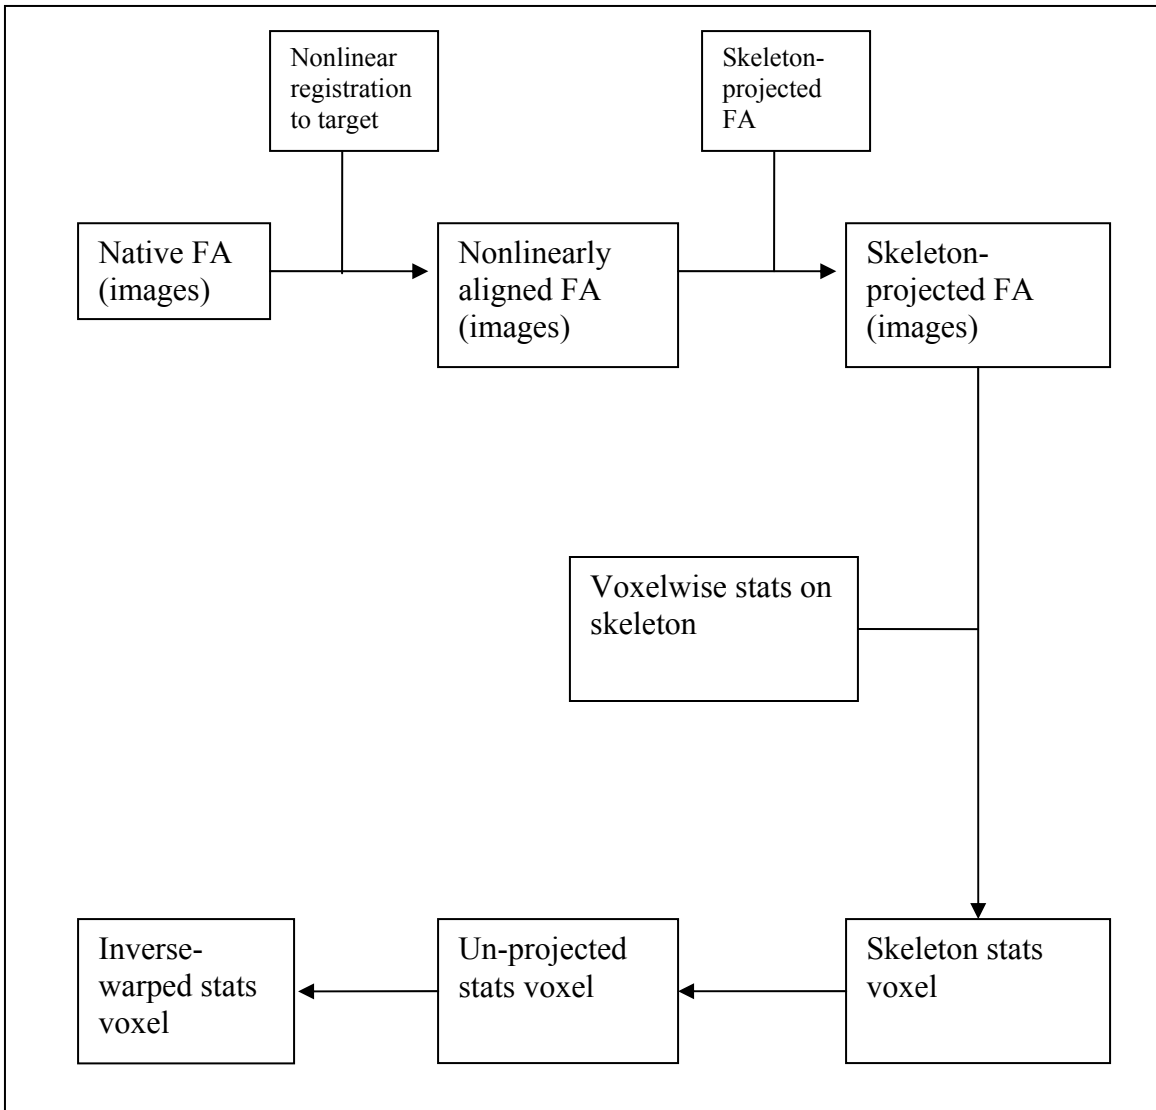 Nonlinear
registration
to target
Skeleton-
projected
FA
Native FA
(images)
Nonlinearly
aligned FA
(images)
Skeleton-
projected FA
(images)
Voxelwise stats on
skeleton
Inverse-
warped stats
voxel
Un-projected
stats voxel
Skeleton stats
voxel